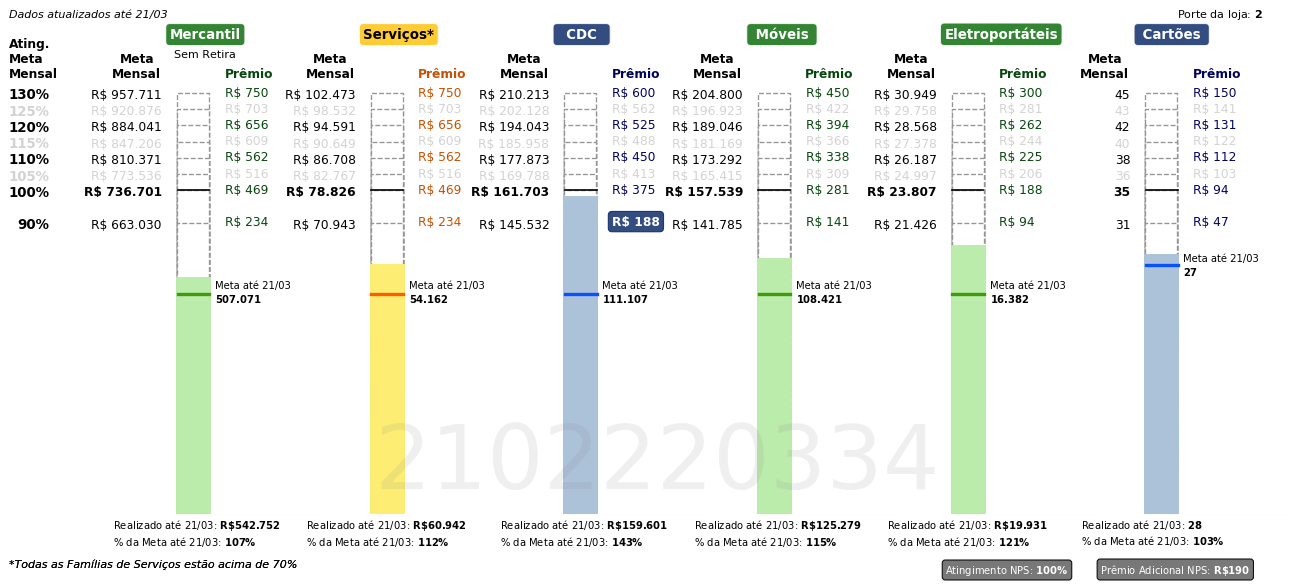 Dados atualizados até 21/03 Porte da loja: 2
Mercantil Serviços* CDC Móveis Eletroportáteis Cartões
Sem Retira
Ating. Meta Mensal Meta Mensal Prêmio Meta Mensal Prêmio Meta Mensal Prêmio Meta Mensal Prêmio Meta Mensal Prêmio Meta Mensal Prêmio
130% R$ 957.711 R$ 750 R$ 102.473 R$ 750 R$ 210.213 R$ 600 R$ 204.800 R$ 450 R$ 30.949 R$ 300 45 R$ 150
125% R$ 920.876 R$ 703 R$ 98.532 R$ 703 R$ 202.128 R$ 562 R$ 196.923 R$ 422 R$ 29.758 R$ 281 43 R$ 141
120% R$ 884.041 R$ 656 R$ 94.591 R$ 656 R$ 194.043 R$ 525 R$ 189.046 R$ 394 R$ 28.568 R$ 262 42 R$ 131
115% R$ 847.206 R$ 609 R$ 90.649 R$ 609 R$ 185.958 R$ 488 R$ 181.169 R$ 366 R$ 27.378 R$ 244 40 R$ 122
110% R$ 810.371 R$ 562 R$ 86.708 R$ 562 R$ 177.873 R$ 450 R$ 173.292 R$ 338 R$ 26.187 R$ 225 38 R$ 112
105% R$ 773.536 R$ 516 R$ 82.767 R$ 516 R$ 169.788 R$ 413 R$ 165.415 R$ 309 R$ 24.997 R$ 206 36 R$ 103
100% R$ 736.701 R$ 469 R$ 78.826 R$ 469 R$ 161.703 R$ 375 R$ 157.539 R$ 281 R$ 23.807 R$ 188 35 R$ 94
90% R$ 663.030 R$ 234 R$ 70.943 R$ 234 R$ 145.532 R$ 188 R$ 141.785 R$ 141 R$ 21.426 R$ 94 31 R$ 47
Meta até 21/03
27
Meta até 21/03 Meta até 21/03 Meta até 21/03 Meta até 21/03 Meta até 21/03
507.071 54.162 111.107 108.421 16.382
2102220334
Realizado até 21/03: R$542.752 Realizado até 21/03: R$60.942 Realizado até 21/03: R$159.601 Realizado até 21/03: R$125.279 Realizado até 21/03: R$19.931 Realizado até 21/03: 28
% da Meta até 21/03: 107% % da Meta até 21/03: 112% % da Meta até 21/03: 143% % da Meta até 21/03: 115% % da Meta até 21/03: 121% % da Meta até 21/03: 103%
*Todas as Famílias de Serviços estão acima de 70% Atingimento NPS: 100% Prêmio Adicional NPS: R$190